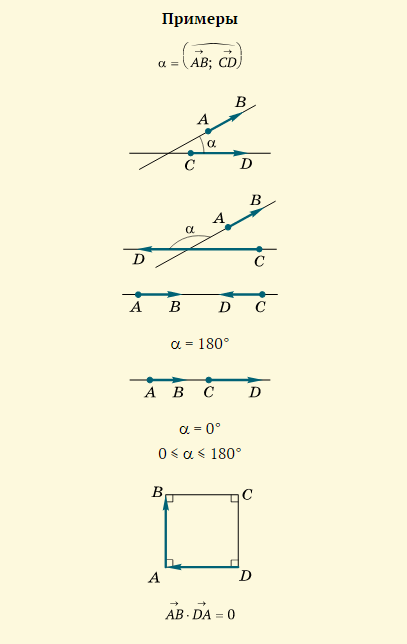 Примеры
α = (AB; CD)
B
A
α
C D
B
A
α
D C
A B D C
α = 180°
A B C D
α = 0°
0 ⩽ α ⩽ 180°
B C
A D
AB · DA = 0